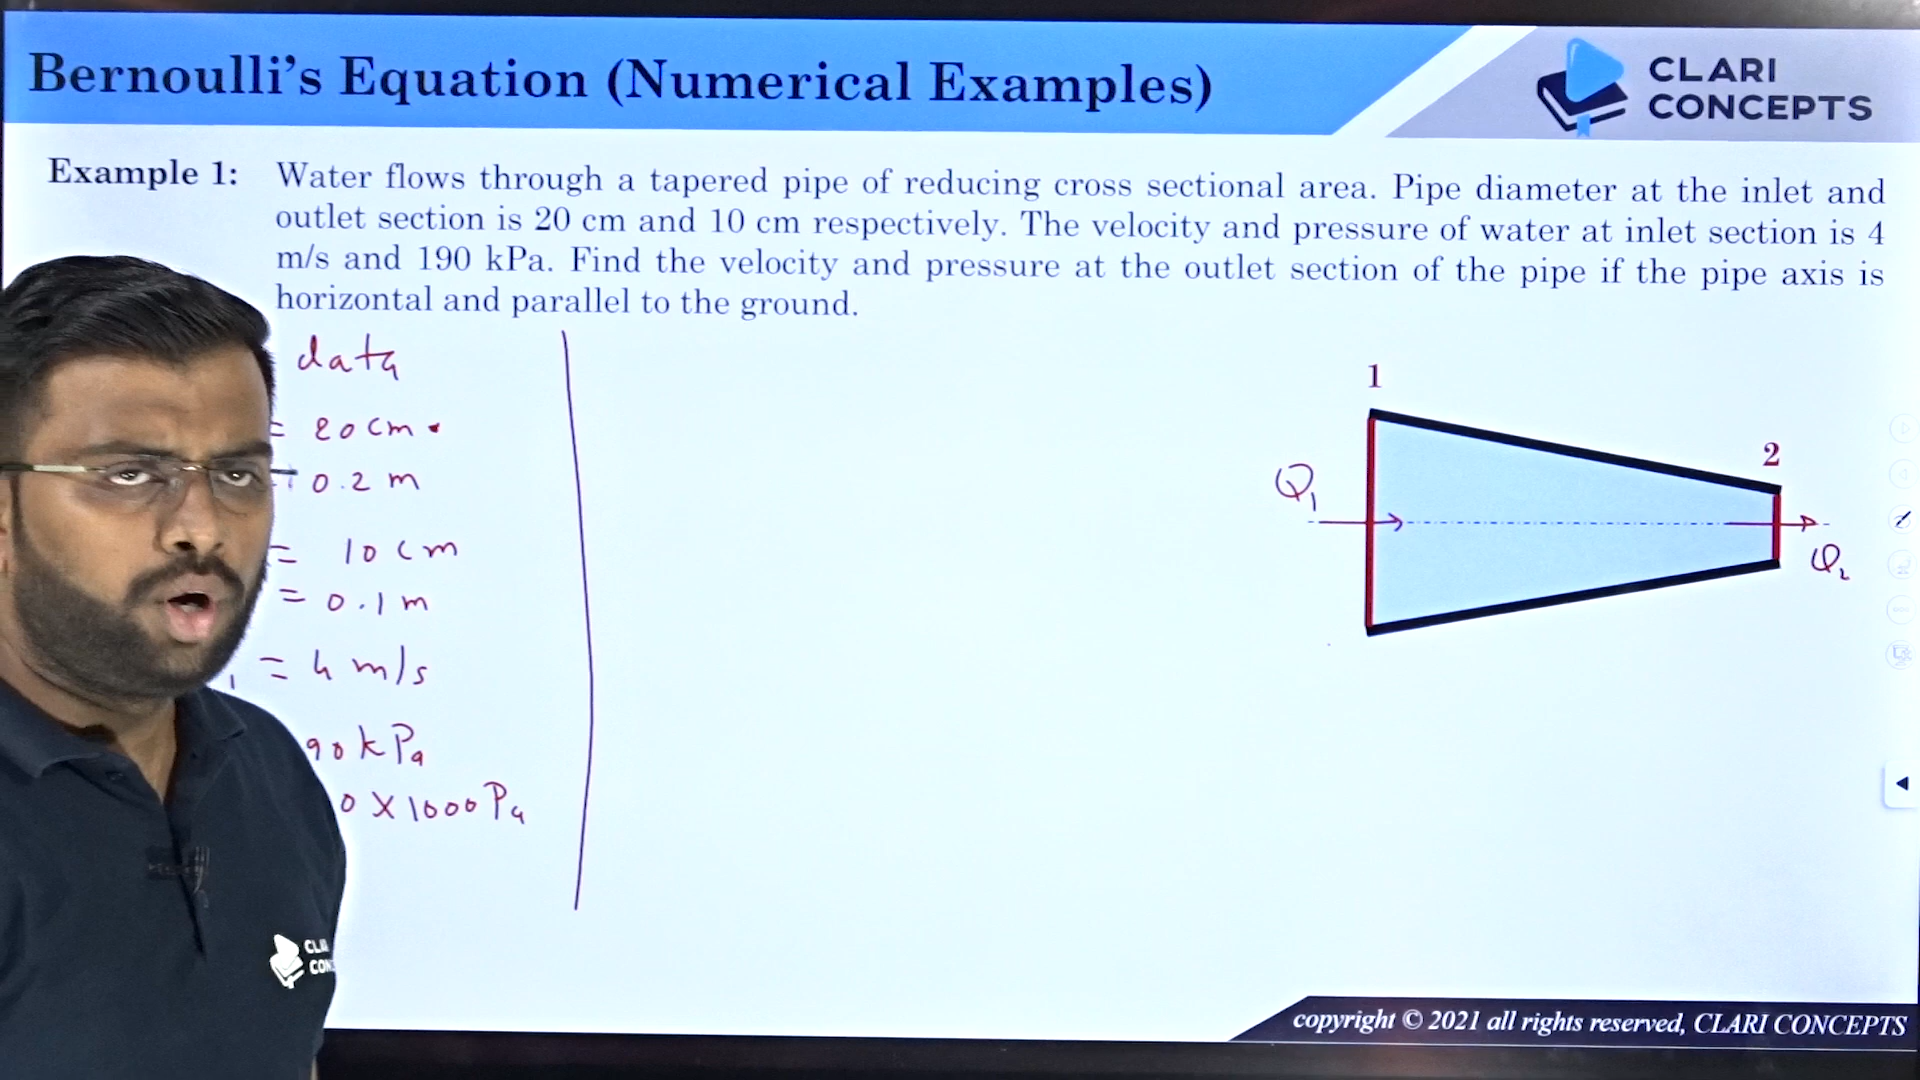 Bernoulli's Equation (Numerical Examples)
CLARI
CONCEPTS
Example 1: Water flows through a tapered pipe of reducing cross sectional area. Pipe diameter at the inlet and
outlet section is 20 cm and 10 cm respectively. The velocity and pressure of water at inlet section is 4
m/s and 190 kPa. Find the velocity and pressure at the outlet section of the pipe if the pipe axis is
horizontal and parallel to the ground.
data
= 20 cm
= 0.2 m
= 10 cm
= 0.1 m
1 = 4 m/s
90 kPa
0 X 1000 Pa
1
2
Q1
Q2
CLA
CON
copyright © 2021 all rights reserved, CLARI CONCEPTS